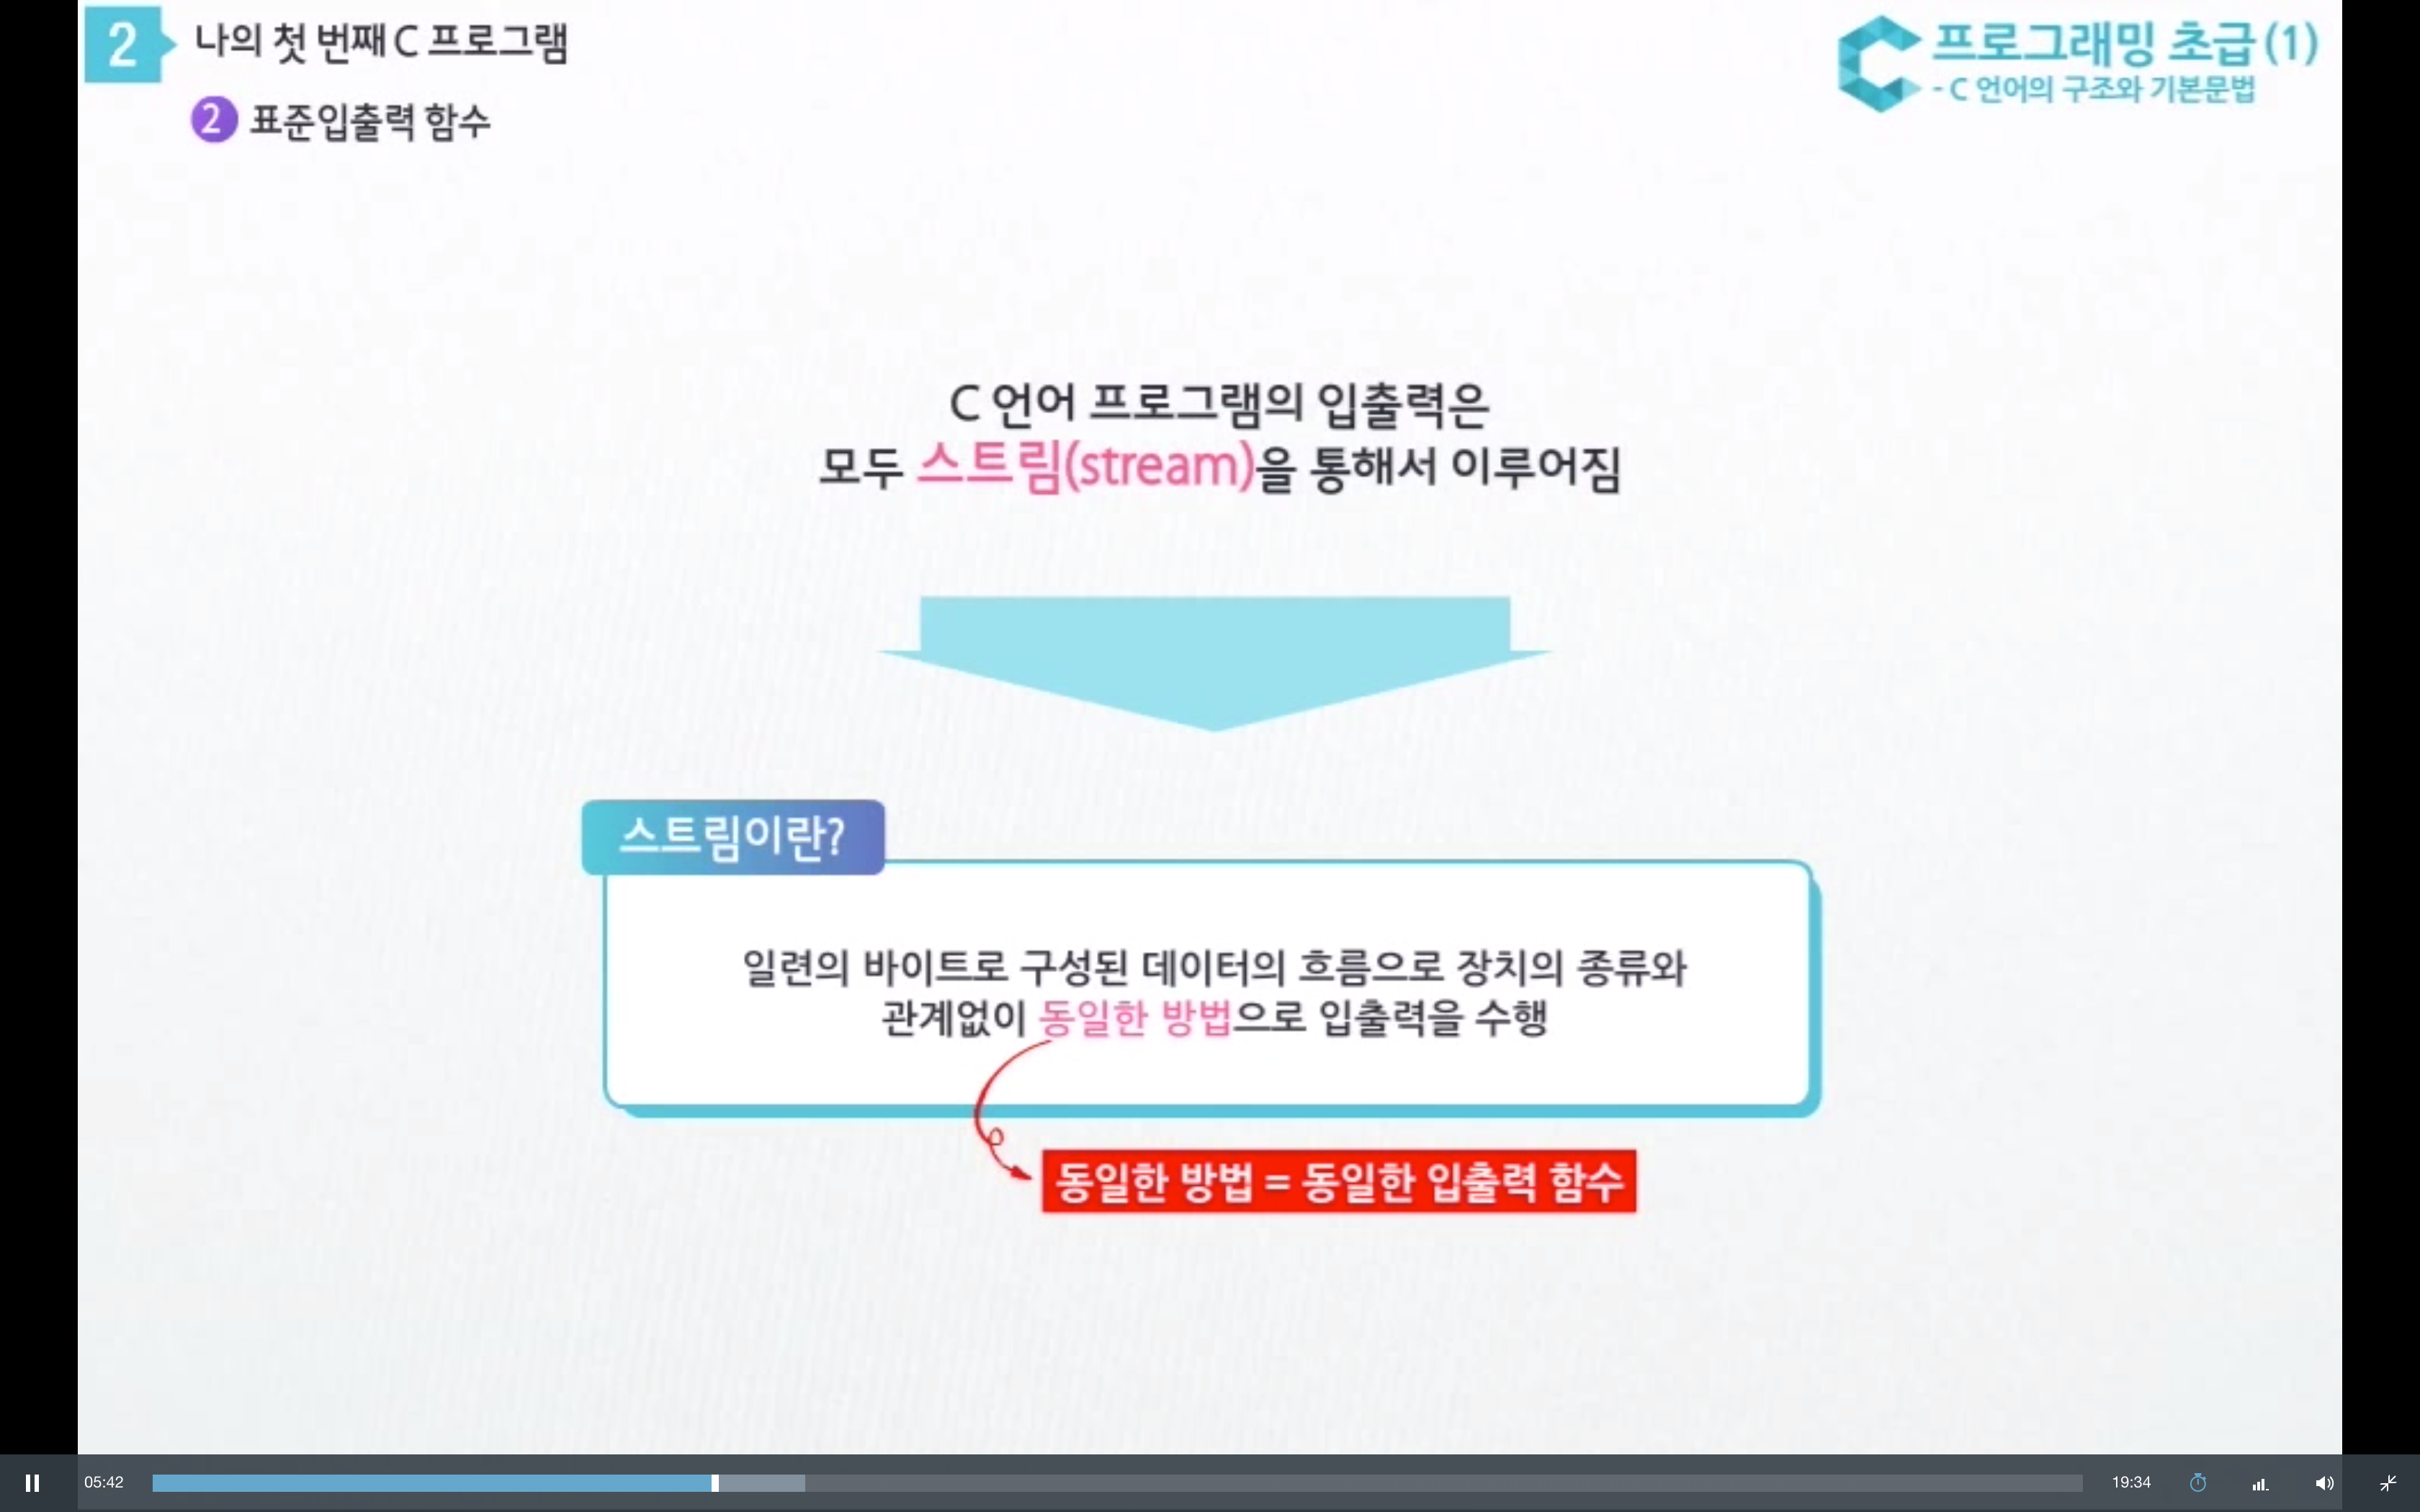 2 나의 첫 번째 C 프로그램
2 표준입출력 함수
C 프로그래밍 초급 (1)
- C 언어의 구조와 기본문법
C 언어 프로그램의 입출력은
모두 스트림(stream)을 통해서 이루어짐
스트림이란?
일련의 바이트로 구성된 데이터의 흐름으로 장치의 종류와
관계없이 동일한 방법으로 입출력을 수행
동일한 방법 = 동일한 입출력 함수
05:42
19:34